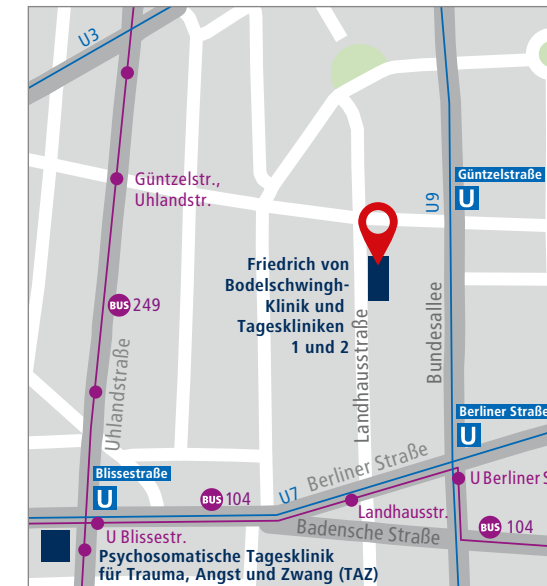 U3
Güntzelstr.,
Uhlandstr.
Güntzelstraße
U
U9
Friedrich von
Bodelschwingh-
Klinik und
Tageskliniken
1 und 2
BUS 249
Uhlandstraße
Landhausstraße
Bundesallee
Berliner Straße
U
Blissestraße
U
BUS 104
U7
Berliner Straße
Landhausstr.
U Berliner S
U Blissestr.
Badensche Straße
BUS 104
Psychosomatische Tagesklinik
für Trauma, Angst und Zwang (TAZ)